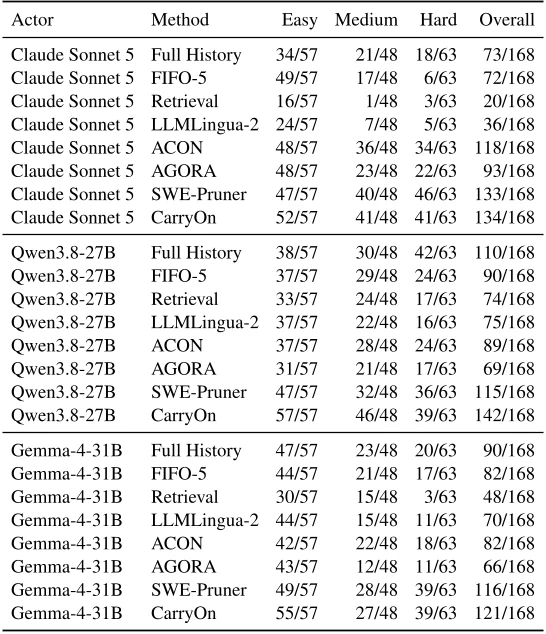 Actor Method Easy Medium Hard Overall
Claude Sonnet 5 Full History 34/57 21/48 18/63 73/168
Claude Sonnet 5 FIFO-5 49/57 17/48 6/63 72/168
Claude Sonnet 5 Retrieval 16/57 1/48 3/63 20/168
Claude Sonnet 5 LLMLingua-2 24/57 7/48 5/63 36/168
Claude Sonnet 5 ACON 48/57 36/48 34/63 118/168
Claude Sonnet 5 AGORA 48/57 23/48 22/63 93/168
Claude Sonnet 5 SWE-Pruner 47/57 40/48 46/63 133/168
Claude Sonnet 5 CarryOn 52/57 41/48 41/63 134/168
Qwen3.8-27B Full History 38/57 30/48 42/63 110/168
Qwen3.8-27B FIFO-5 37/57 29/48 24/63 90/168
Qwen3.8-27B Retrieval 33/57 24/48 17/63 74/168
Qwen3.8-27B LLMLingua-2 37/57 22/48 16/63 75/168
Qwen3.8-27B ACON 37/57 28/48 24/63 89/168
Qwen3.8-27B AGORA 31/57 21/48 17/63 69/168
Qwen3.8-27B SWE-Pruner 47/57 32/48 36/63 115/168
Qwen3.8-27B CarryOn 57/57 46/48 39/63 142/168
Gemma-4-31B Full History 47/57 23/48 20/63 90/168
Gemma-4-31B FIFO-5 44/57 21/48 17/63 82/168
Gemma-4-31B Retrieval 30/57 15/48 3/63 48/168
Gemma-4-31B LLMLingua-2 44/57 15/48 11/63 70/168
Gemma-4-31B ACON 42/57 22/48 18/63 82/168
Gemma-4-31B AGORA 43/57 12/48 11/63 66/168
Gemma-4-31B SWE-Pruner 49/57 28/48 39/63 116/168
Gemma-4-31B CarryOn 55/57 27/48 39/63 121/168